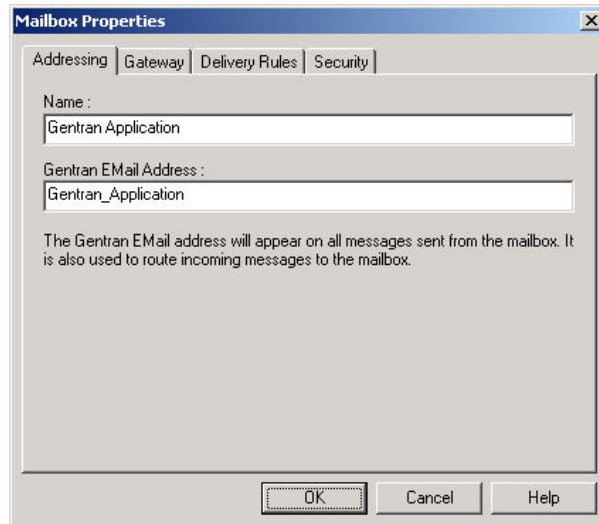 Mailbox Properties
Addressing Gateway Delivery Rules Security
Name :
Gentran Application
Gentran EMail Address :
Gentran_Application
The Gentran EMail address will appear on all messages sent from the mailbox. It
is also used to route incoming messages to the mailbox.
OK Cancel Help